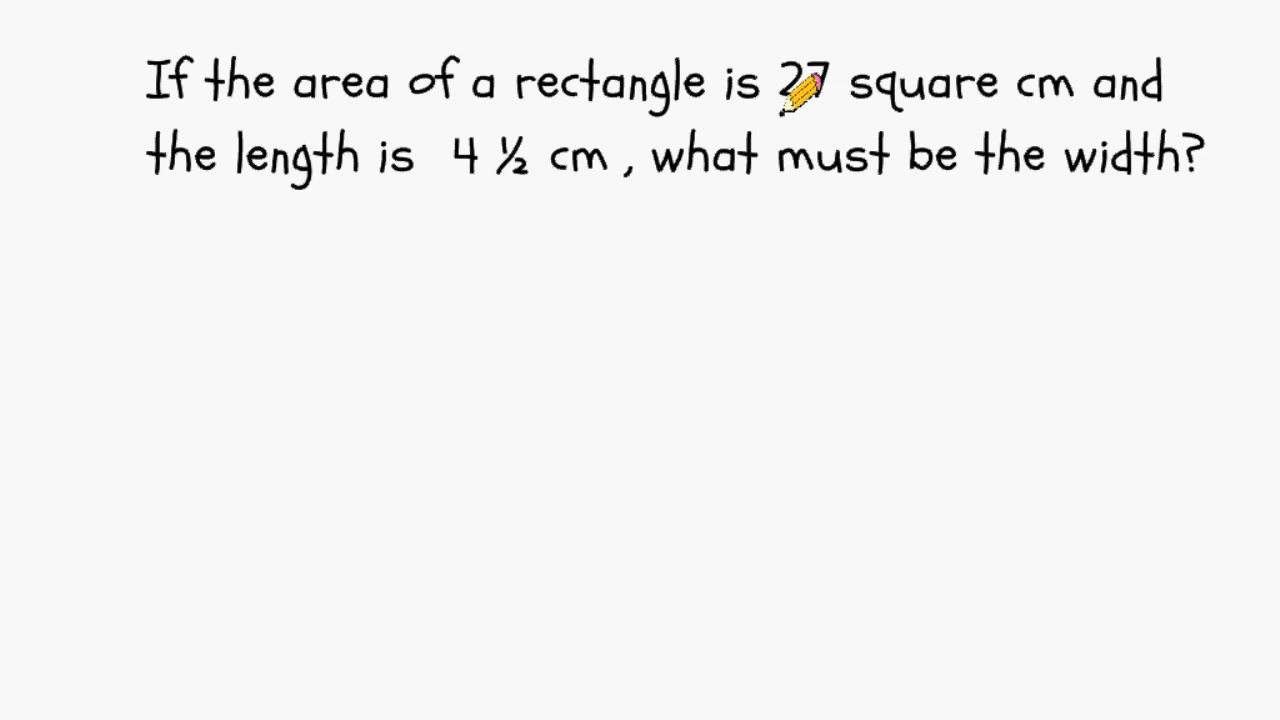 If the area of a rectangle is 27 square cm and
the length is 4 ½ cm , what must be the width?